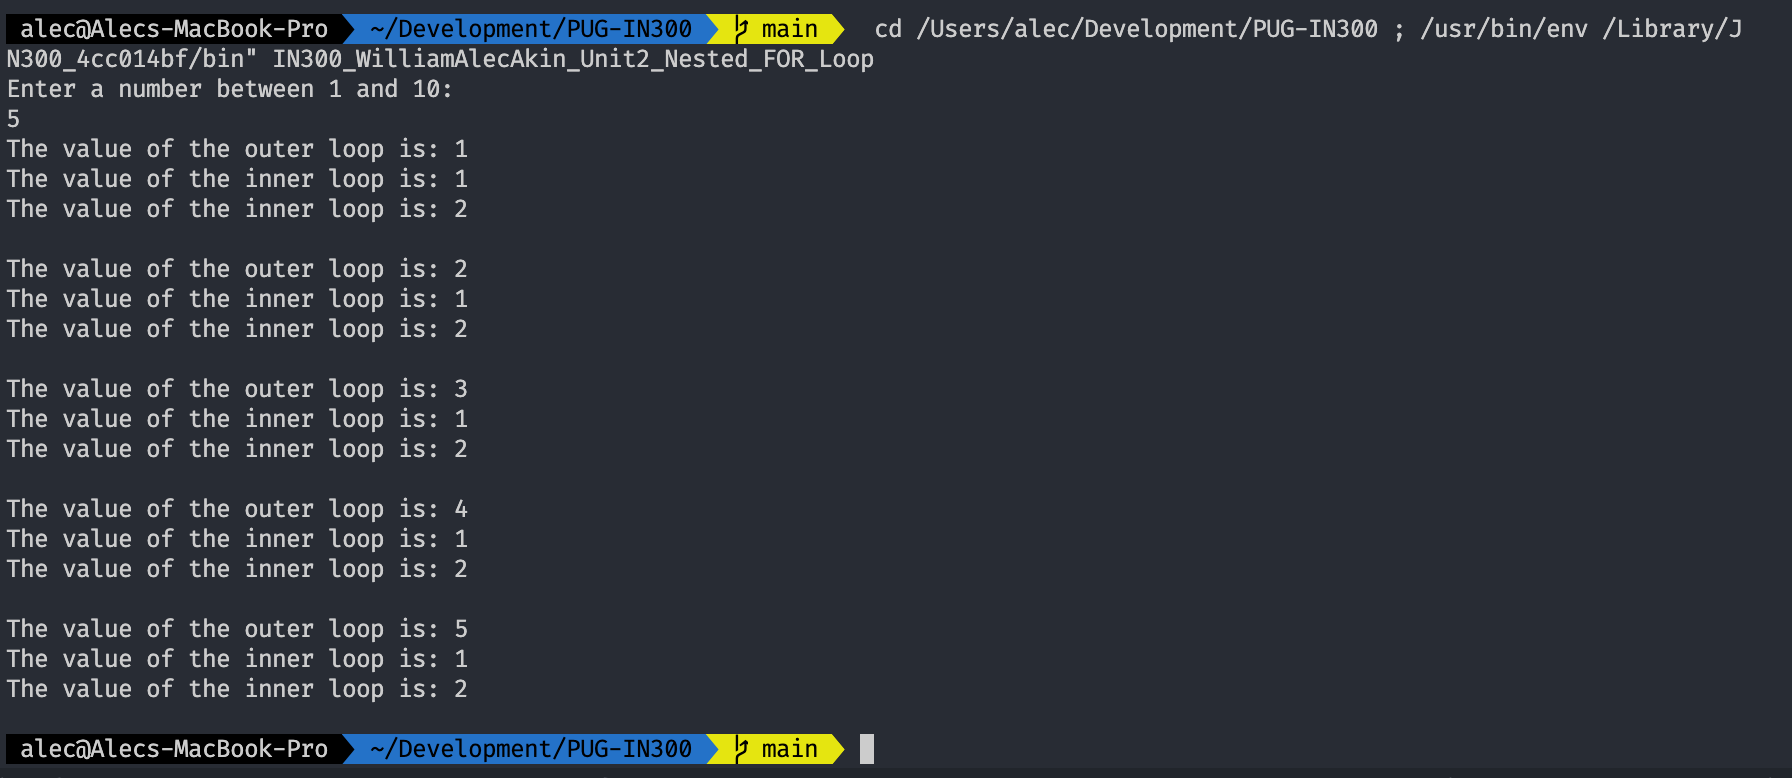 alec@Alecs-MacBook-Pro ~/Development/PUG-IN300 main cd /Users/alec/Development/PUG-IN300 ; /usr/bin/env /Library/J
N300_4cc014bf/bin" IN300_WilliamAlecAkin_Unit2_Nested_FOR_Loop
Enter a number between 1 and 10:
5
The value of the outer loop is: 1
The value of the inner loop is: 1
The value of the inner loop is: 2
The value of the outer loop is: 2
The value of the inner loop is: 1
The value of the inner loop is: 2
The value of the outer loop is: 3
The value of the inner loop is: 1
The value of the inner loop is: 2
The value of the outer loop is: 4
The value of the inner loop is: 1
The value of the inner loop is: 2
The value of the outer loop is: 5
The value of the inner loop is: 1
The value of the inner loop is: 2
alec@Alecs-MacBook-Pro ~/Development/PUG-IN300 main